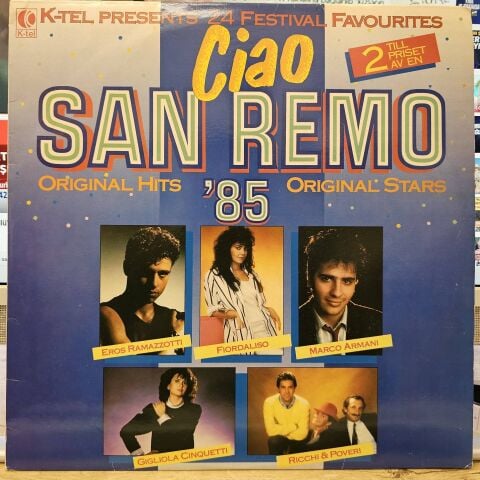 K-tel
K-TEL PRESENTS 24 FESTIVAL FAVOURITES
Ciao
2 TILL PRISET AV EN
SAN REMO
ORIGINAL HITS '85 ORIGINAL STARS
EROS RAMAZZOTTI
FIORDALISO
MARCO ARMANI
GIGLIOLA CINQUETTI
RICCHI & POVERI